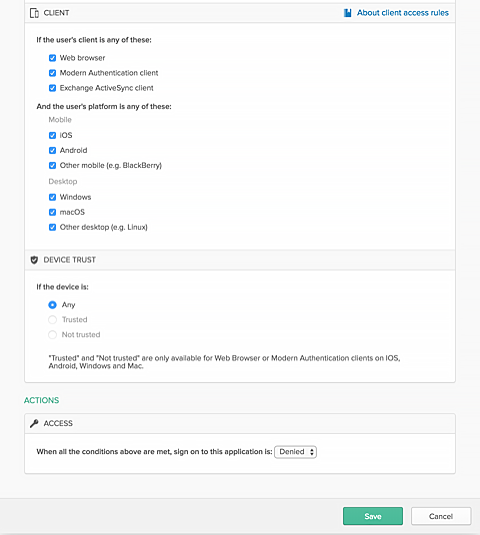 CLIENT
About client access rules
If the user's client is any of these:
Web browser
Modern Authentication client
Exchange ActiveSync client
And the user's platform is any of these:
Mobile
iOS
Android
Other mobile (e.g. BlackBerry)
Desktop
Windows
macOS
Other desktop (e.g. Linux)
DEVICE TRUST
If the device is:
Any
Trusted
Not trusted
"Trusted" and "Not trusted" are only available for Web Browser or Modern Authentication clients on iOS,
Android, Windows and Mac.
ACTIONS
ACCESS
When all the conditions above are met, sign on to this application is: Denied
Save
Cancel